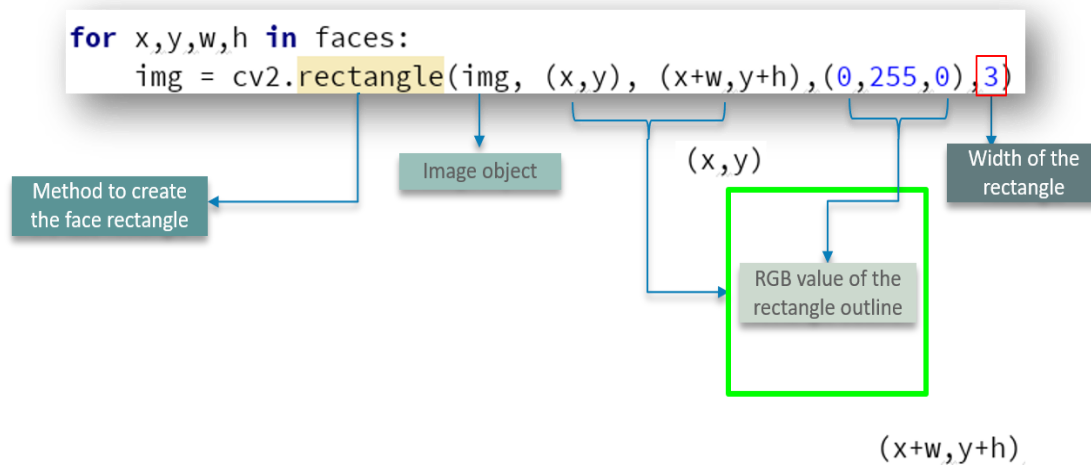 for x,y,w,h in faces:
    img = cv2.rectangle(img, (x,y), (x+w,y+h),(0,255,0),3)
Image object
(x,y)
Width of the
rectangle
Method to create
the face rectangle
RGB value of the
rectangle outline
(x+w,y+h)